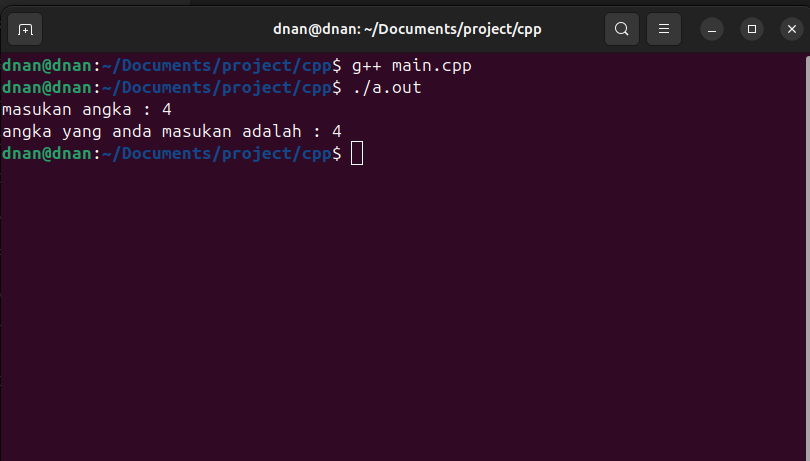 dnan@dnan: ~/Documents/project/cpp
dnan@dnan:~/Documents/project/cpp$ g++ main.cpp
dnan@dnan:~/Documents/project/cpp$ ./a.out
masukan angka : 4
angka yang anda masukan adalah : 4
dnan@dnan:~/Documents/project/cpp$